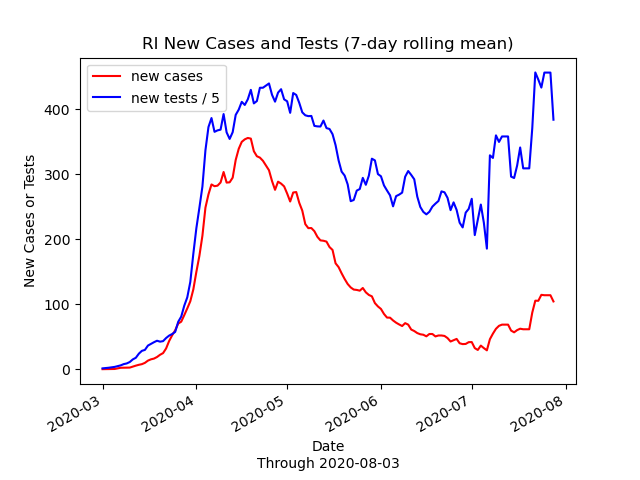 RI New Cases and Tests (7-day rolling mean)
new cases
new tests / 5
New Cases or Tests
400
300
200
100
0
2020-03
2020-04
2020-05
2020-06
2020-07
2020-08
Date
Through 2020-08-03